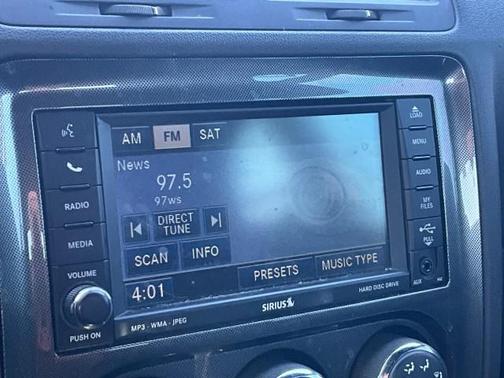 LOAD
AM FM SAT
MENU
News
97.5
97ws
AUDIO
RADIO
DIRECT TUNE
MY FILES
MEDIA
SCAN INFO
PULL
VOLUME
PRESETS MUSIC TYPE
4:01
AUX
SIRIUS
HARD DISC DRIVE
PUSH ON
MP3 - WMA - JPEG